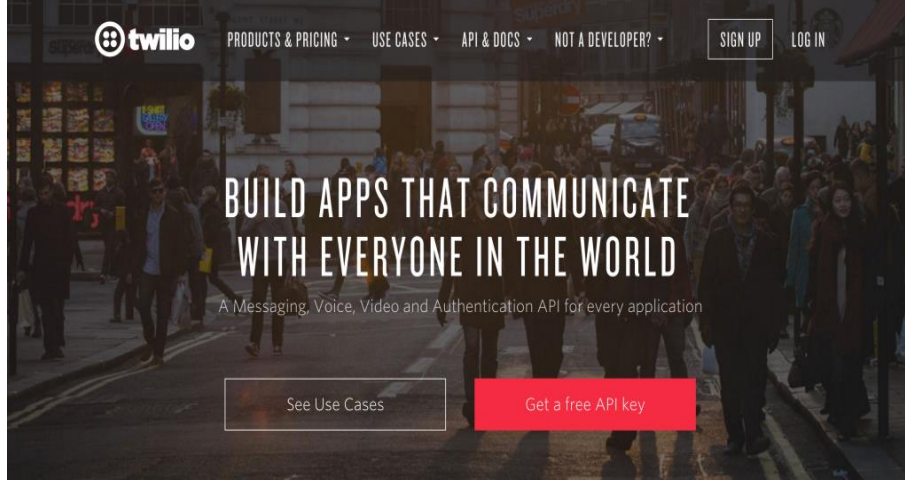 twilio
PRODUCTS & PRICING
USE CASES
API & DOCS
NOT A DEVELOPER?
SIGN UP
LOG IN
Superdry
BUILD APPS THAT COMMUNICATE
WITH EVERYONE IN THE WORLD
A Messaging, Voice, Video and Authentication API for every application
See Use Cases
Get a free API key